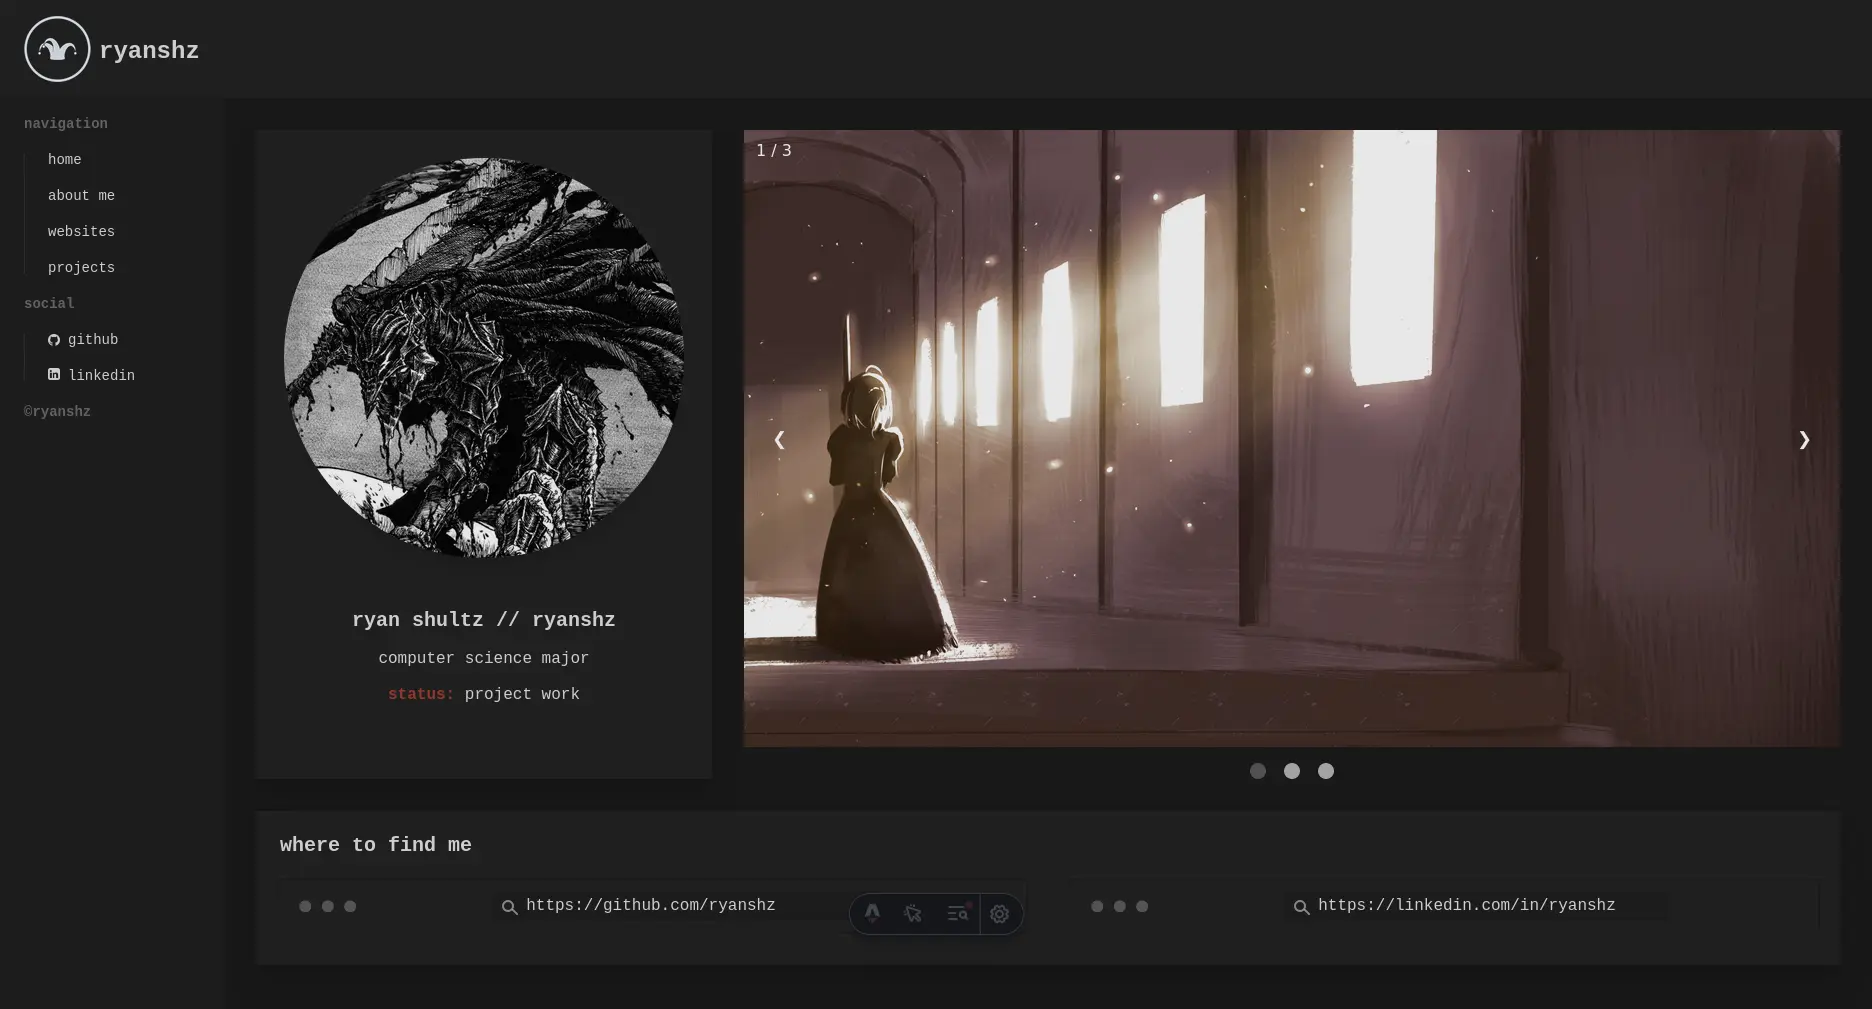 ryanshz
navigation
home
about me
websites
projects
social
github
linkedin
©ryanshz
ryan shultz // ryanshz
computer science major
status: project work
1 / 3
❮
❯
where to find me
https://github.com/ryanshz
https://linkedin.com/in/ryanshz